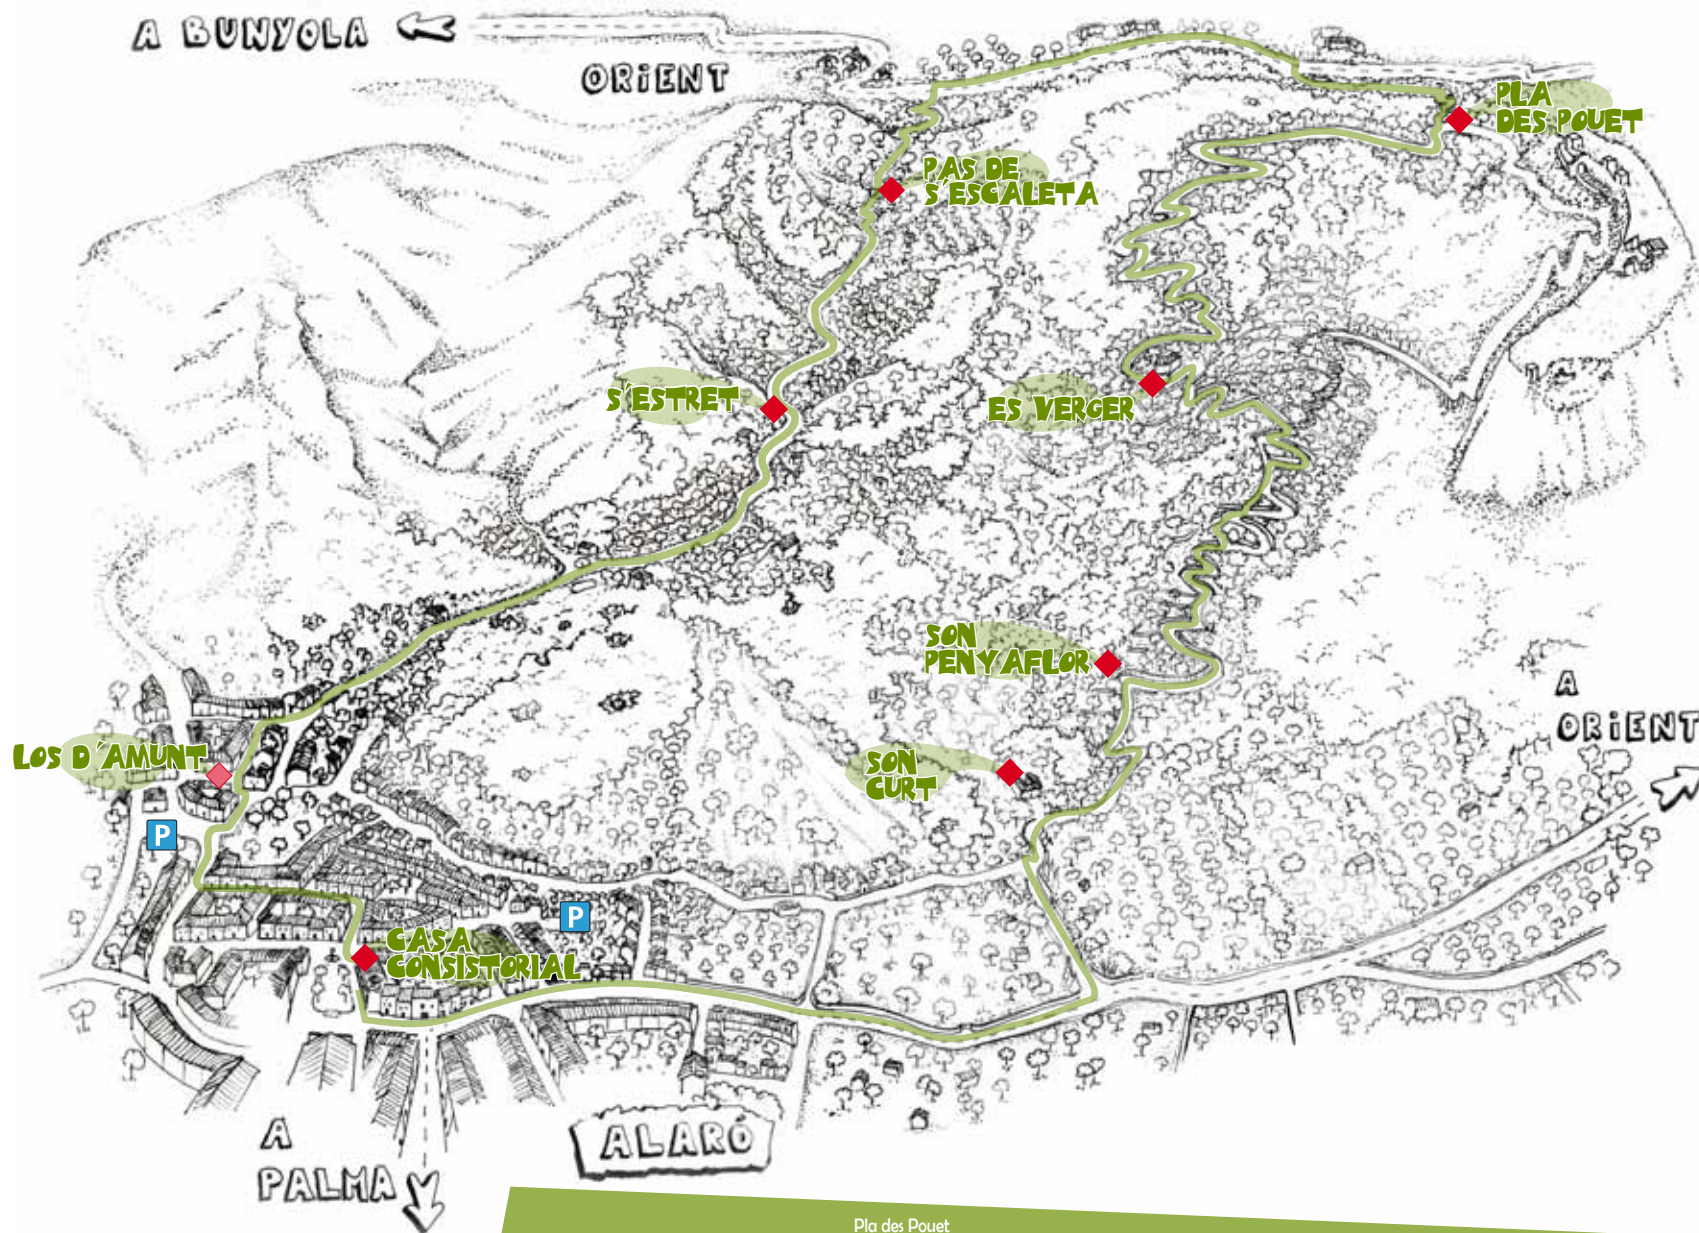 A BUNYOLA
ORIENT
PLA
DES POUET
PAS DE
S'ESCALETA
S'ESTRET
ES VERGER
SON
PENYAFLOR
A
ORIENT
LOS D'AMUNT
SON
CURT
P
P
CASA
CONSISTORIAL
A
PALMA
ALARÓ
Pla des Pouet